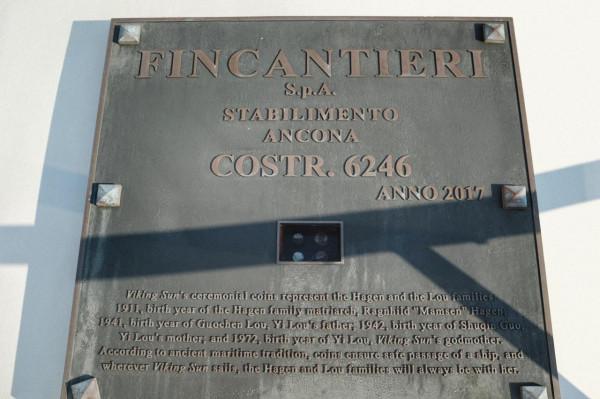 FINCANTIERI
S.p.A.
STABILIMENTO
ANCONA
COSTR. 6246
ANNO 2017
Viking Sun's ceremonial coins represent the Hagen and the Lou families
1911, birth year of the Hagen family matriarch, Ragnhild "Mamsen" Hagen
1941, birth year of Guochen Lou, Yi Lou's father; 1942, birth year of Shuqin Guo,
Yi Lou's mother; and 1972, birth year of Yi Lou, Viking Sun's godmother.
According to ancient maritime tradition, coins ensure safe passage of a ship, and
wherever Viking Sun sails, the Hagen and Lou families will always be with her.